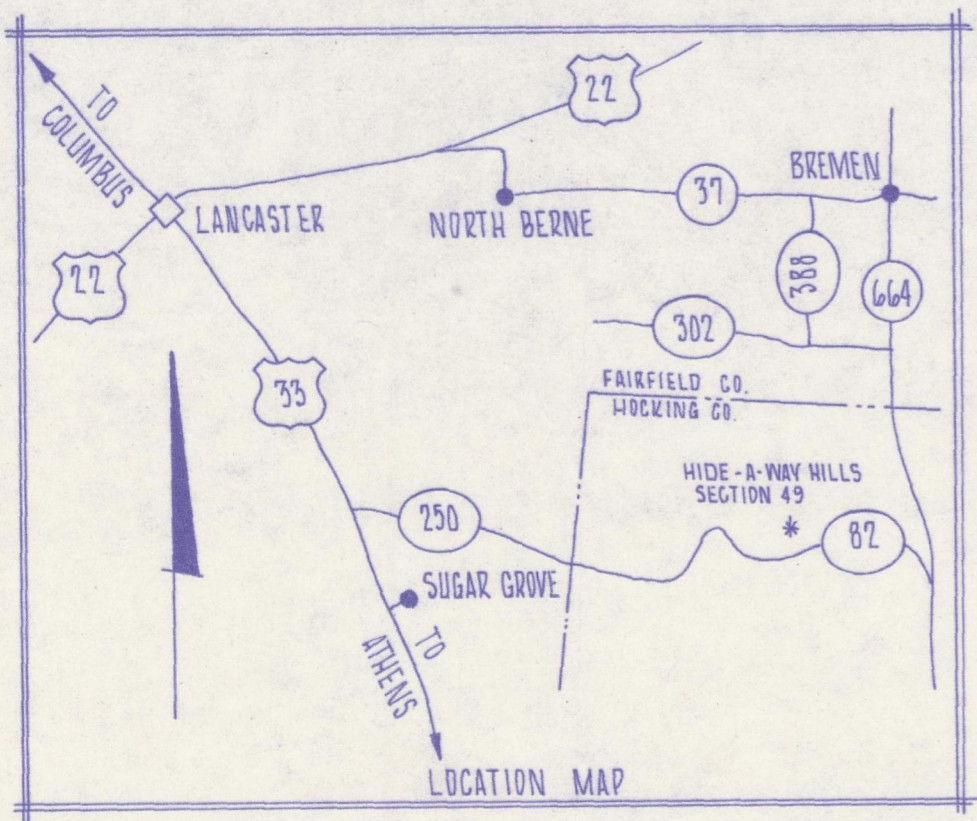 TO
COLUMBUS
22
BREMEN
LANCASTER
NORTH BERNE
37
22
388
664
302
33
FAIRFIELD CO.
HOCKING CO.
HIDE-A-WAY HILLS
SECTION 49
250
82
SUGAR GROVE
TO
ATHENS
LOCATION MAP